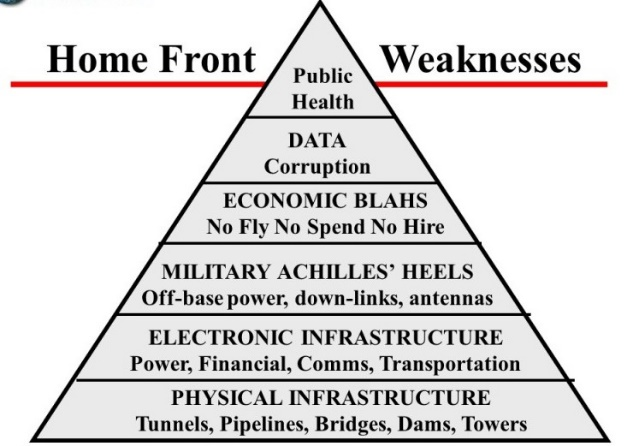 Home Front Weaknesses
Public
Health
DATA
Corruption
ECONOMIC BLAHS
No Fly No Spend No Hire
MILITARY ACHILLES’ HEELS
Off-base power, down-links, antennas
ELECTRONIC INFRASTRUCTURE
Power, Financial, Comms, Transportation
PHYSICAL INFRASTRUCTURE
Tunnels, Pipelines, Bridges, Dams, Towers